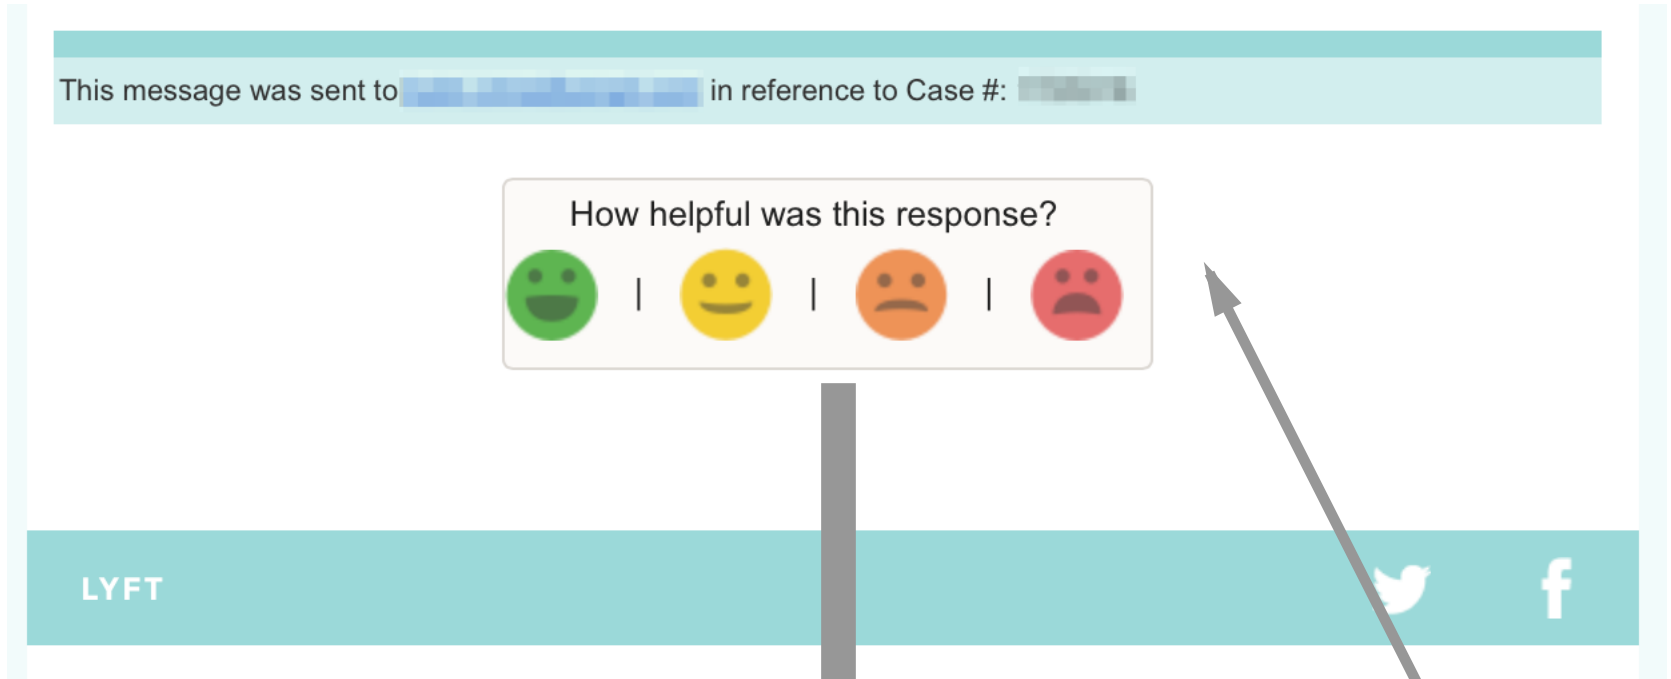 This message was sent to in reference to Case #:
How helpful was this response?
| | |
LYFT